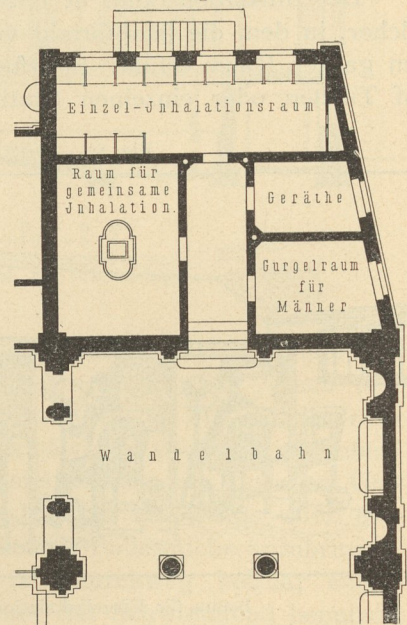 Einzel-Jnhalationsraum
Raum für
gemeinsame
Jnhalation.
Geräthe
Gurgelraum
für
Männer
Wandelbahn